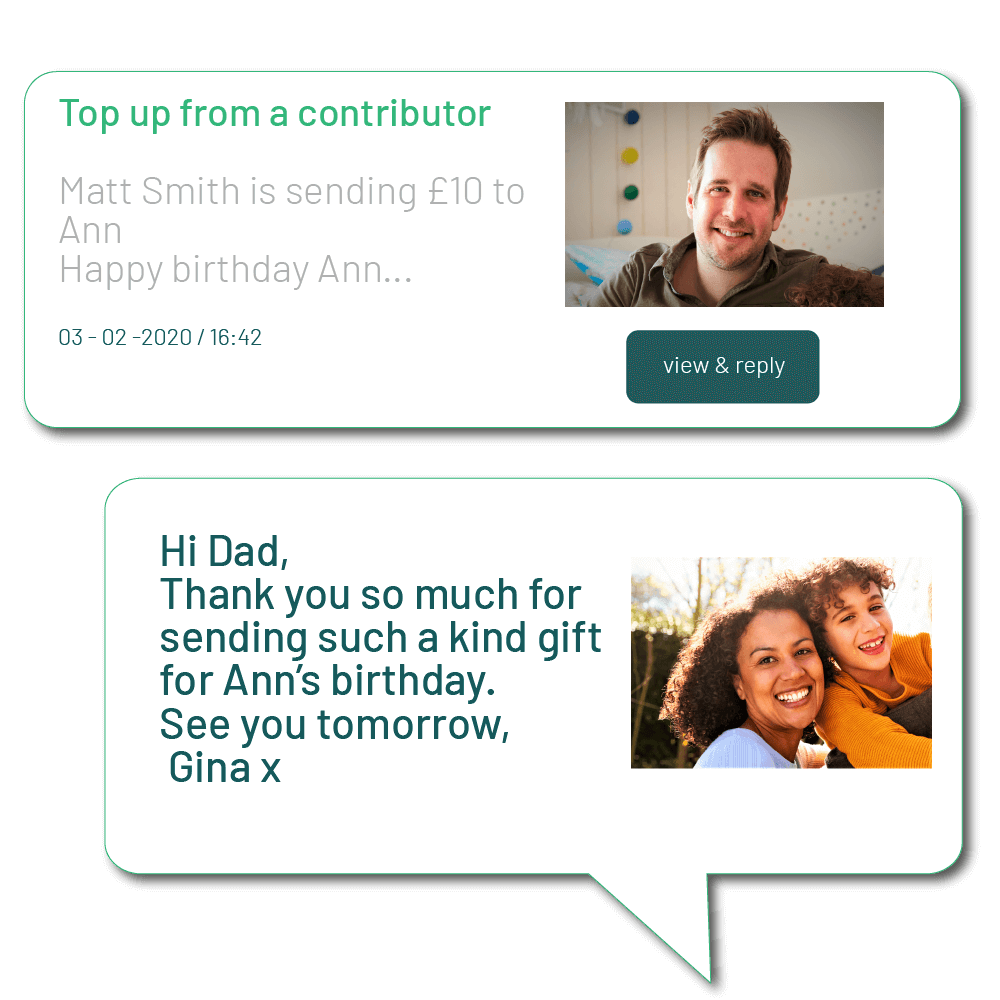 Top up from a contributor
Matt Smith is sending £10 to
Ann
Happy birthday Ann...
03 - 02 -2020 / 16:42
view & reply
Hi Dad,
Thank you so much for
sending such a kind gift
for Ann’s birthday.
See you tomorrow,
Gina x